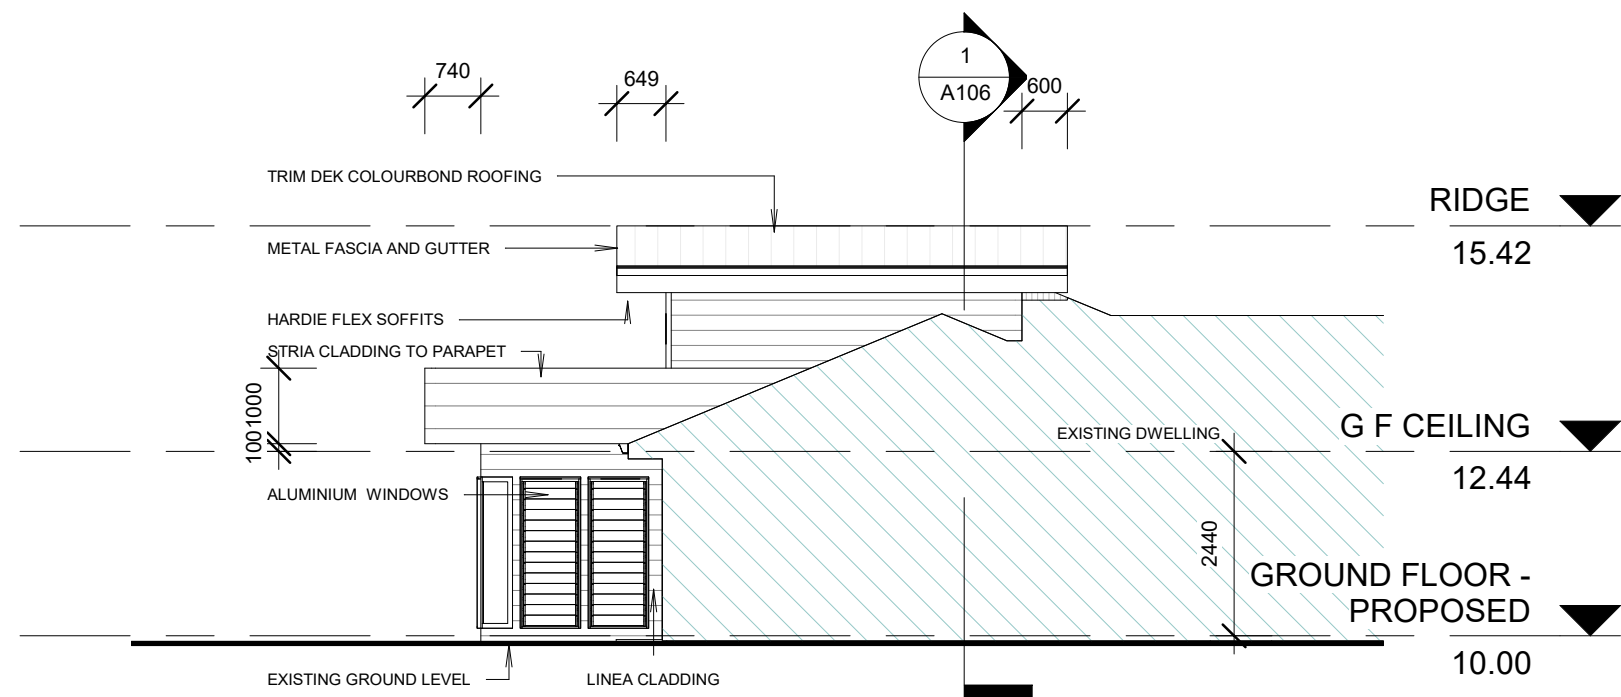 1
A106
740
649
600
TRIM DEK COLOURBOND ROOFING
RIDGE
15.42
METAL FASCIA AND GUTTER
HARDIE FLEX SOFFITS
STRIA CLADDING TO PARAPET
1000
100
EXISTING DWELLING
G F CEILING
12.44
ALUMINIUM WINDOWS
2440
GROUND FLOOR -
PROPOSED
10.00
EXISTING GROUND LEVEL
LINEA CLADDING